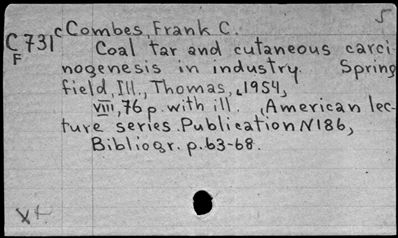 5
C731c Combes, Frank C.
F Coal tar and cutaneous carci-
nogenesis in industry. Spring
field, Ill., Thomas, c1954,
VIII, 76 p. with ill. (American lec-
ture series. Publication N186,
Bibliogr. p. 63-68.